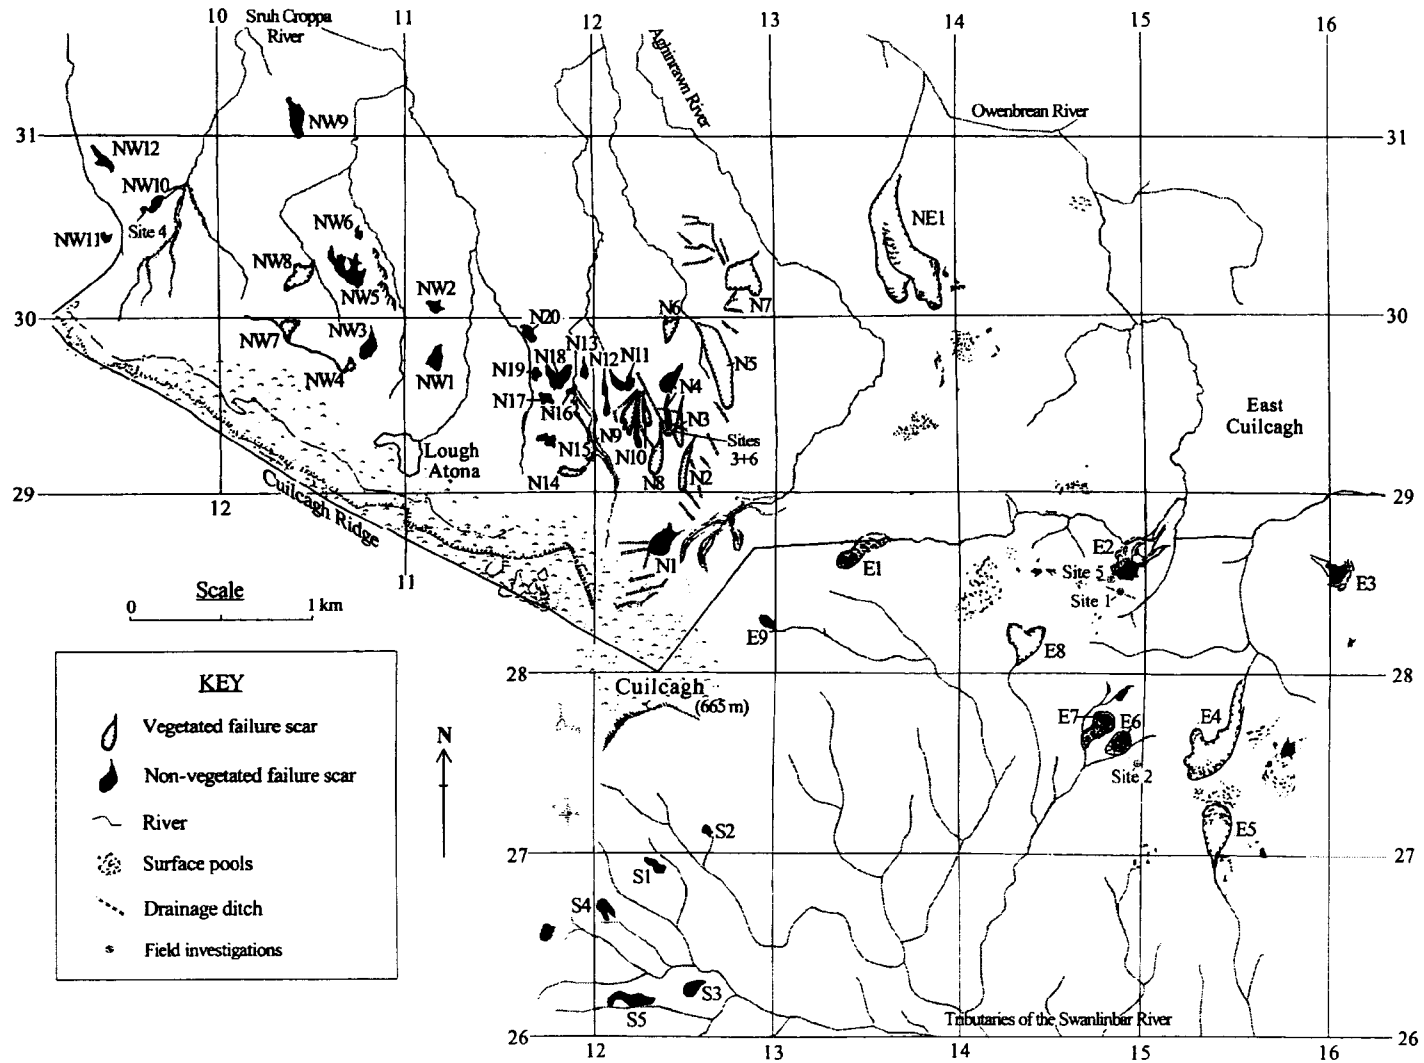 10
Sruh Croppa
River
11
12
13
14
15
16
Aghinrawn River
Owenbrean River
31
31
NW9
NW12
NW10
Site 4
NW11
NW6
NW8
NW5
NW2
NE1
N7
N6
30
30
NW7
NW3
NW4
NW1
N20
N13
N19
N18
N12
N11
N5
N4
N17
N16
N3
Sites
3+6
N9
N15
N10
N14
N8
N2
East
Cuilcagh
Lough
Atona
29
29
12
Cuilcagh Ridge
11
N1
E1
E2
Site 5
Site 1
E3
Scale
0
1 km
E9
E8
28
28
Cuilcagh
(665 m)
E7
E6
E4
Site 2
E5
KEY
Vegetated failure scar
Non-vegetated failure scar
River
Surface pools
Drainage ditch
Field investigations
N
S2
27
27
S1
S4
S3
S5
Tributaries of the Swanlinbar River
26
26
12
13
14
15
16